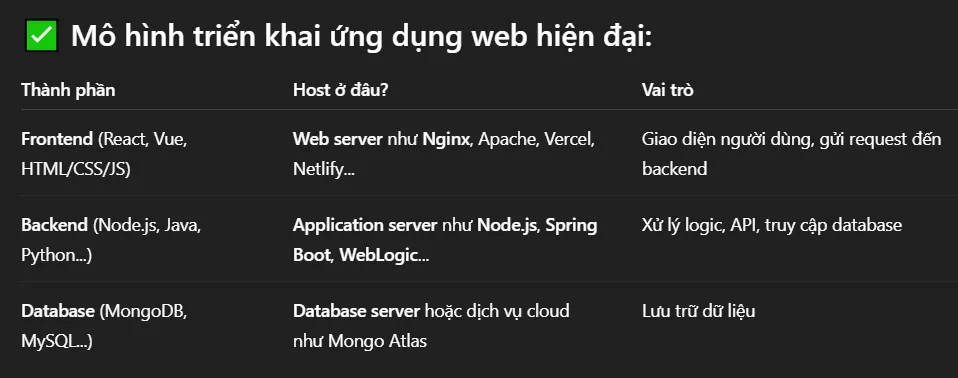 ✅ Mô hình triển khai ứng dụng web hiện đại:
Thành phần Host ở đâu? Vai trò
Frontend (React, Vue, HTML/CSS/JS) Web server như Nginx, Apache, Vercel, Netlify... Giao diện người dùng, gửi request đến backend
Backend (Node.js, Java, Python...) Application server như Node.js, Spring Boot, WebLogic... Xử lý logic, API, truy cập database
Database (MongoDB, MySQL...) Database server hoặc dịch vụ cloud như Mongo Atlas Lưu trữ dữ liệu